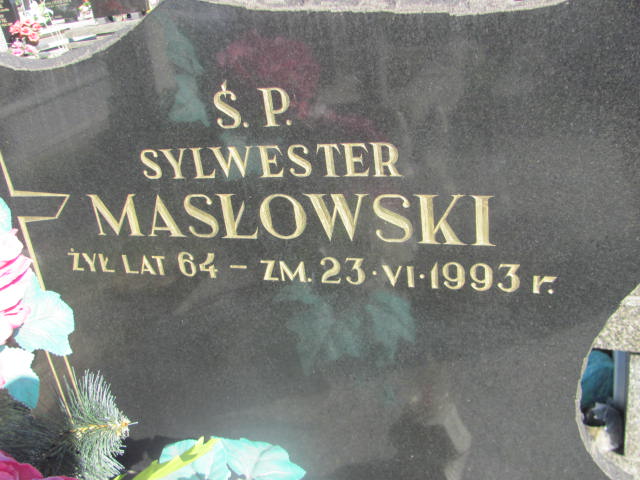 Ś. P.
SYLWESTER
MASŁOWSKI
ŻYŁ LAT 64 – ZM. 23·VI·1993 r.